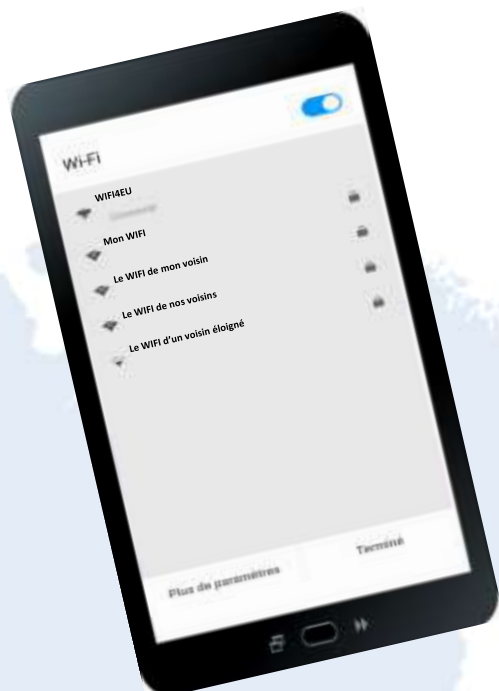 Wi-Fi
WIFI4EU
Mon WIFI
Le WIFI de mon voisin
Le WIFI de nos voisins
Le WIFI d'un voisin éloigné
Plus de paramètres
Terminé